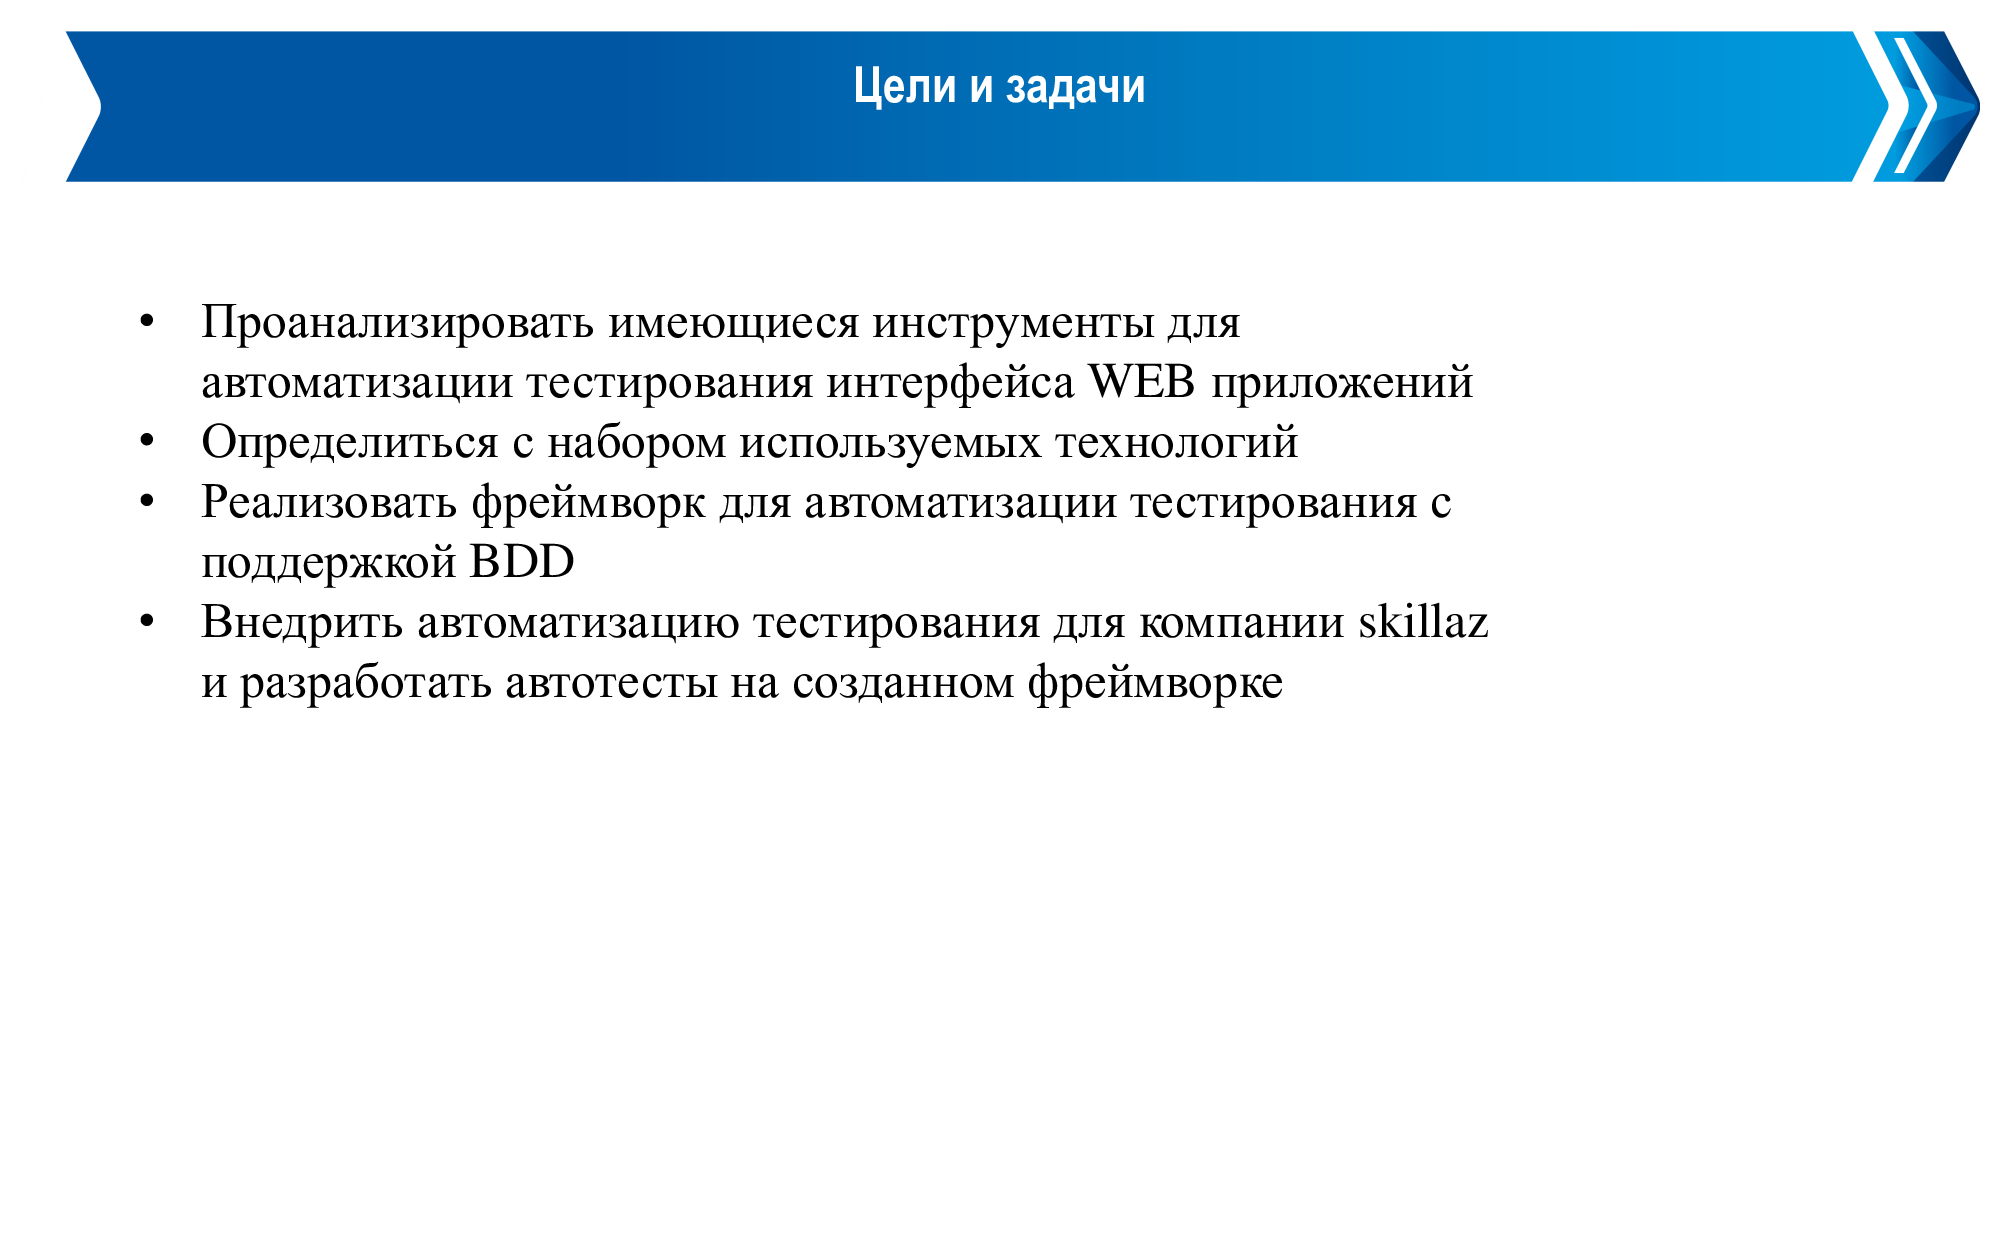 Цели и задачи
• Проанализировать имеющиеся инструменты для
автоматизации тестирования интерфейса WEB приложений
• Определиться с набором используемых технологий
• Реализовать фреймворк для автоматизации тестирования с
поддержкой BDD
• Внедрить автоматизацию тестирования для компании skillaz
и разработать автотесты на созданном фреймворке